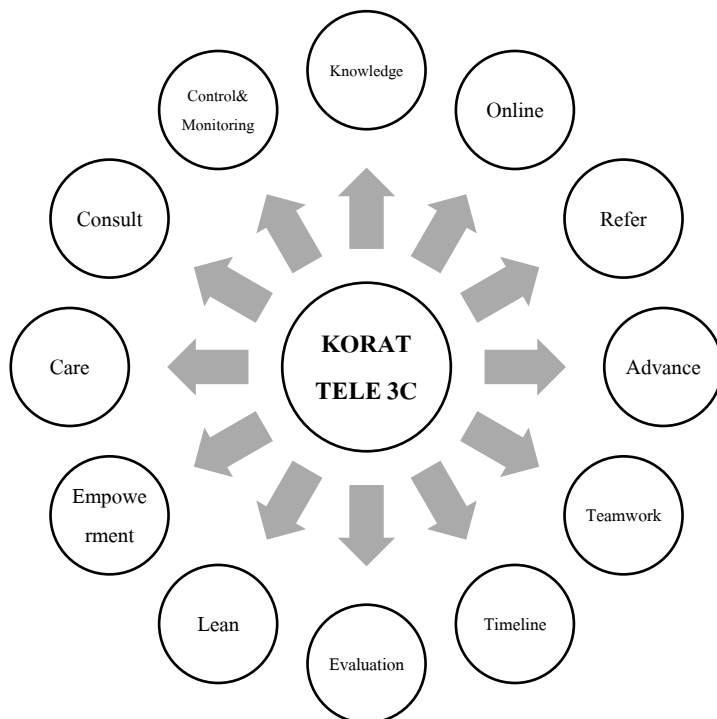 Knowledge
Online
Refer
Advance
Teamwork
Timeline
Evaluation
Lean
Empowe
rment
Care
Consult
Control&
Monitoring
KORAT
TELE 3C